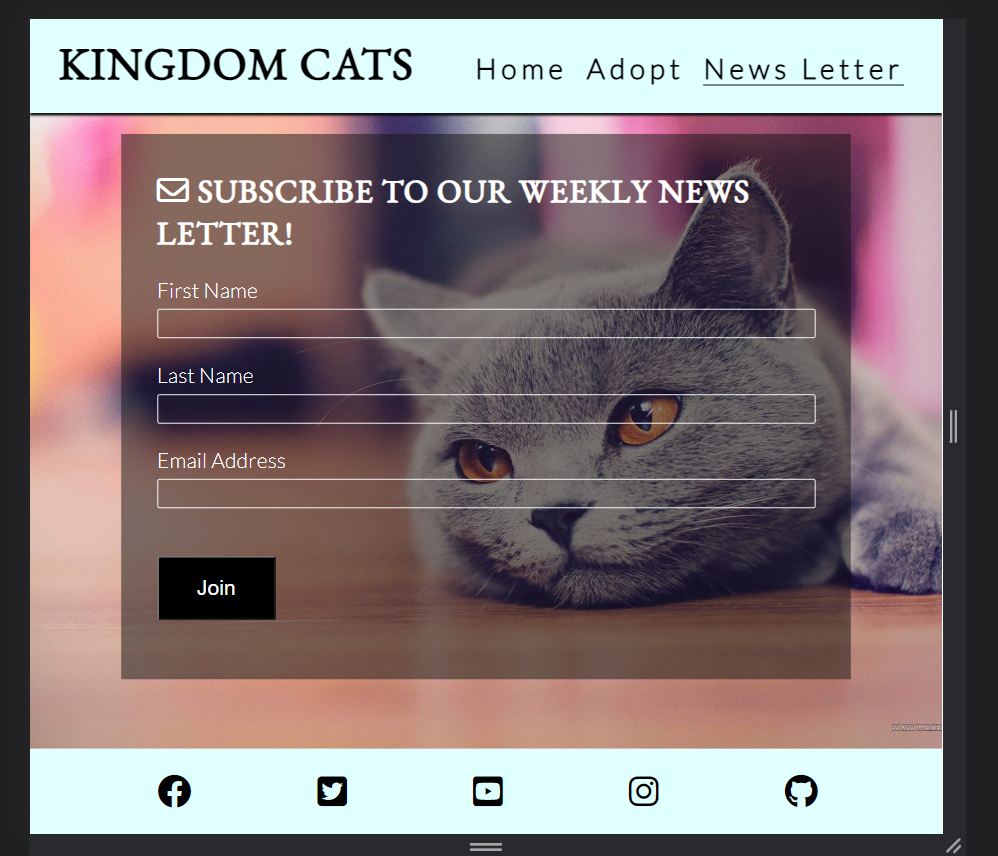 KINGDOM CATS
Home Adopt News Letter
SUBSCRIBE TO OUR WEEKLY NEWS
LETTER!
First Name
Last Name
Email Address
Join